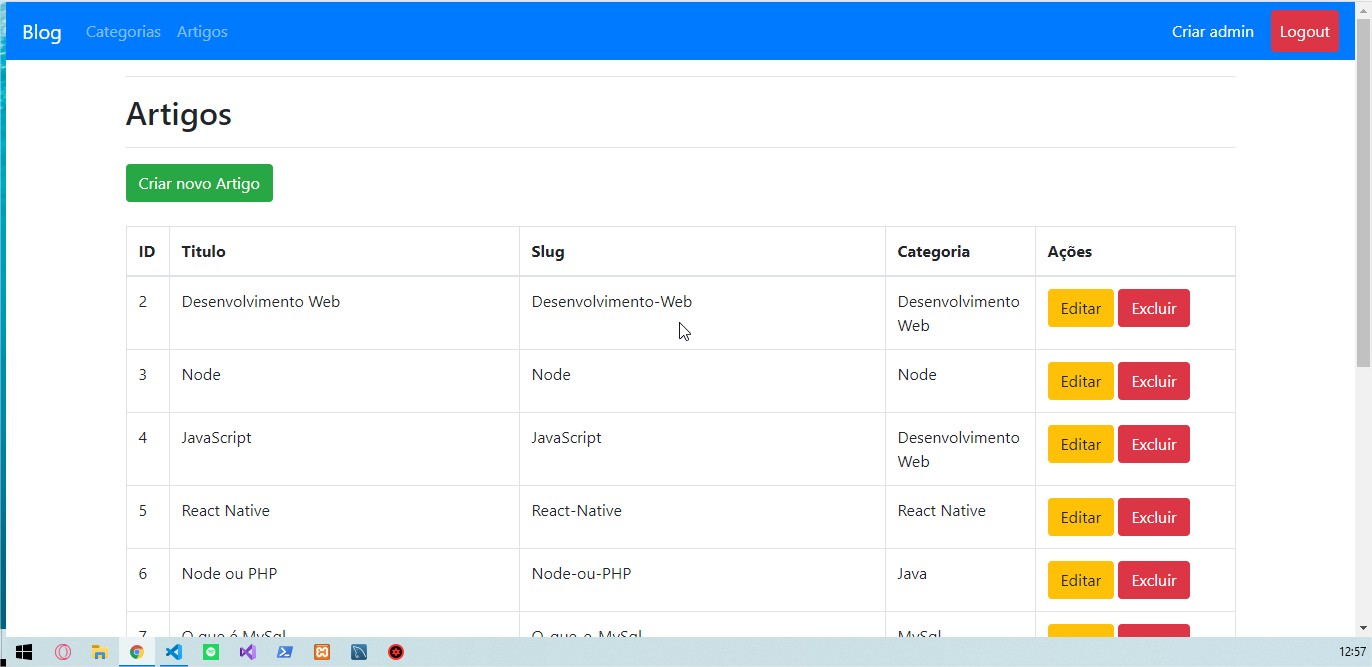 Blog Categorias Artigos Criar admin Logout
Artigos
Criar novo Artigo
ID Titulo Slug Categoria Ações
2 Desenvolvimento Web Desenvolvimento-Web Desenvolvimento
Web
Editar Excluir
3 Node Node Node Editar Excluir
4 JavaScript JavaScript Desenvolvimento
Web
Editar Excluir
5 React Native React-Native React Native Editar Excluir
6 Node ou PHP Node-ou-PHP Java Editar Excluir
7 O que é MySql O-que-e-MySql MySql
12:57